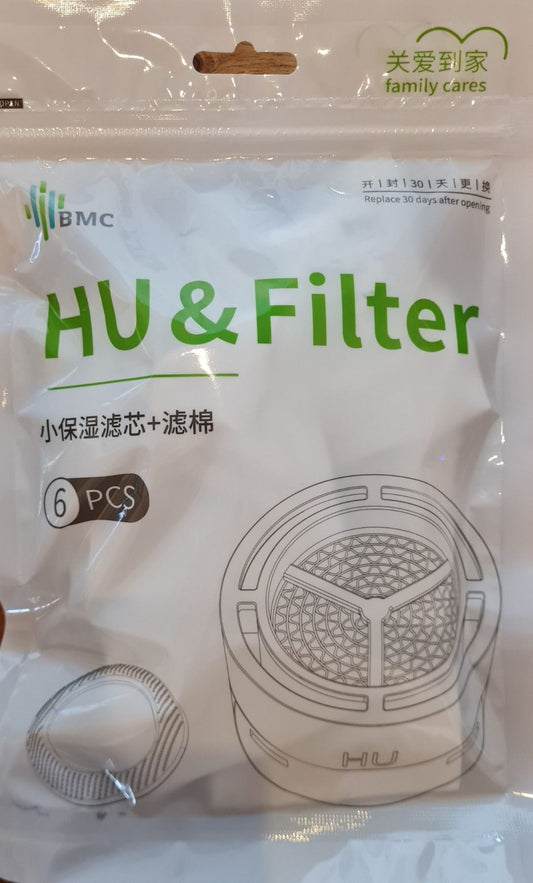 关爱到家
family cares
OPEN
开|封|30|天|更|换
Replace 30 days after opening
BMC
HU & Filter
小保湿滤芯+滤棉
6 PCS
HU